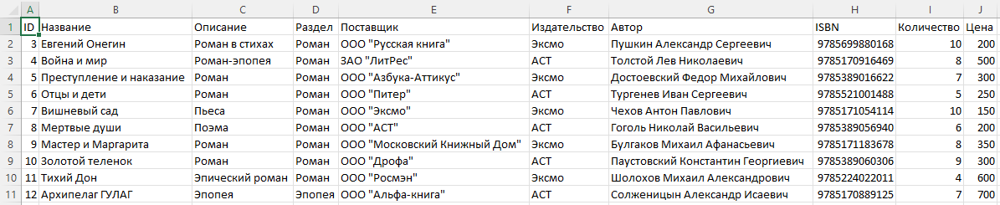 A B C D E F G H I J
1 ID Название Описание Раздел Поставщик Издательство Автор ISBN Количество Цена
2 3 Евгений Онегин Роман в стихах Роман ООО "Русская книга" Эксмо Пушкин Александр Сергеевич 9785699880168 10 200
3 4 Война и мир Роман-эпопея Роман ЗАО "ЛитРес" АСТ Толстой Лев Николаевич 9785170916469 8 500
4 5 Преступление и наказание Роман Роман ООО "Азбука-Аттикус" Эксмо Достоевский Федор Михайлович 9785389016622 7 300
5 6 Отцы и дети Роман Роман ООО "Питер" АСТ Тургенев Иван Сергеевич 9785521001488 5 250
6 7 Вишневый сад Пьеса Роман ООО "Эксмо" Эксмо Чехов Антон Павлович 9785171054114 10 150
7 8 Мертвые души Поэма Роман ООО "АСТ" АСТ Гоголь Николай Васильевич 9785389056940 6 200
8 9 Мастер и Маргарита Роман Роман ООО "Московский Книжный Дом" Эксмо Булгаков Михаил Афанасьевич 9785171183678 8 350
9 10 Золотой теленок Роман Роман ООО "Дрофа" АСТ Паустовский Константин Георгиевич 9785389060306 9 300
10 11 Тихий Дон Эпический роман Роман ООО "Росмэн" Эксмо Шолохов Михаил Александрович 9785224022011 4 600
11 12 Архипелаг ГУЛАГ Эпопея Эпопея ООО "Альфа-книга" АСТ Солженицын Александр Исаевич 9785170889125 7 700